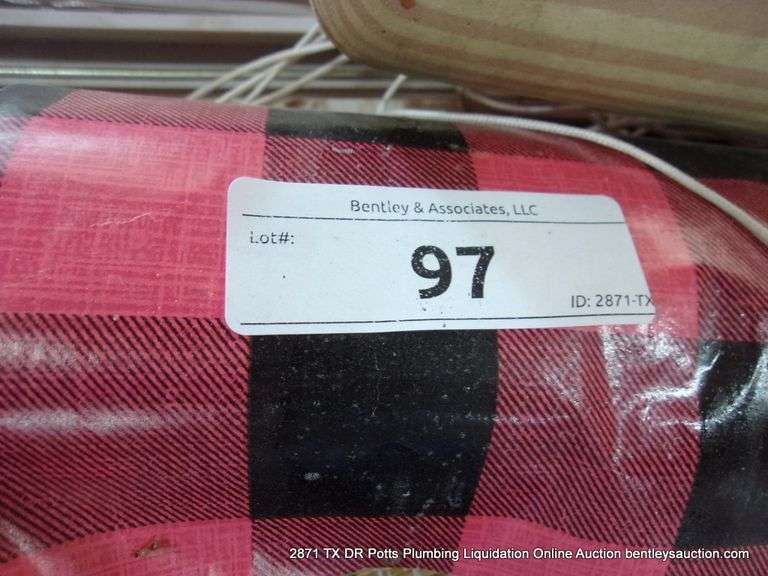 Bentley & Associates, LLC
Lot#:
97
ID: 2871-TX
2871 TX DR Potts Plumbing Liquidation Online Auction bentleysauction.com